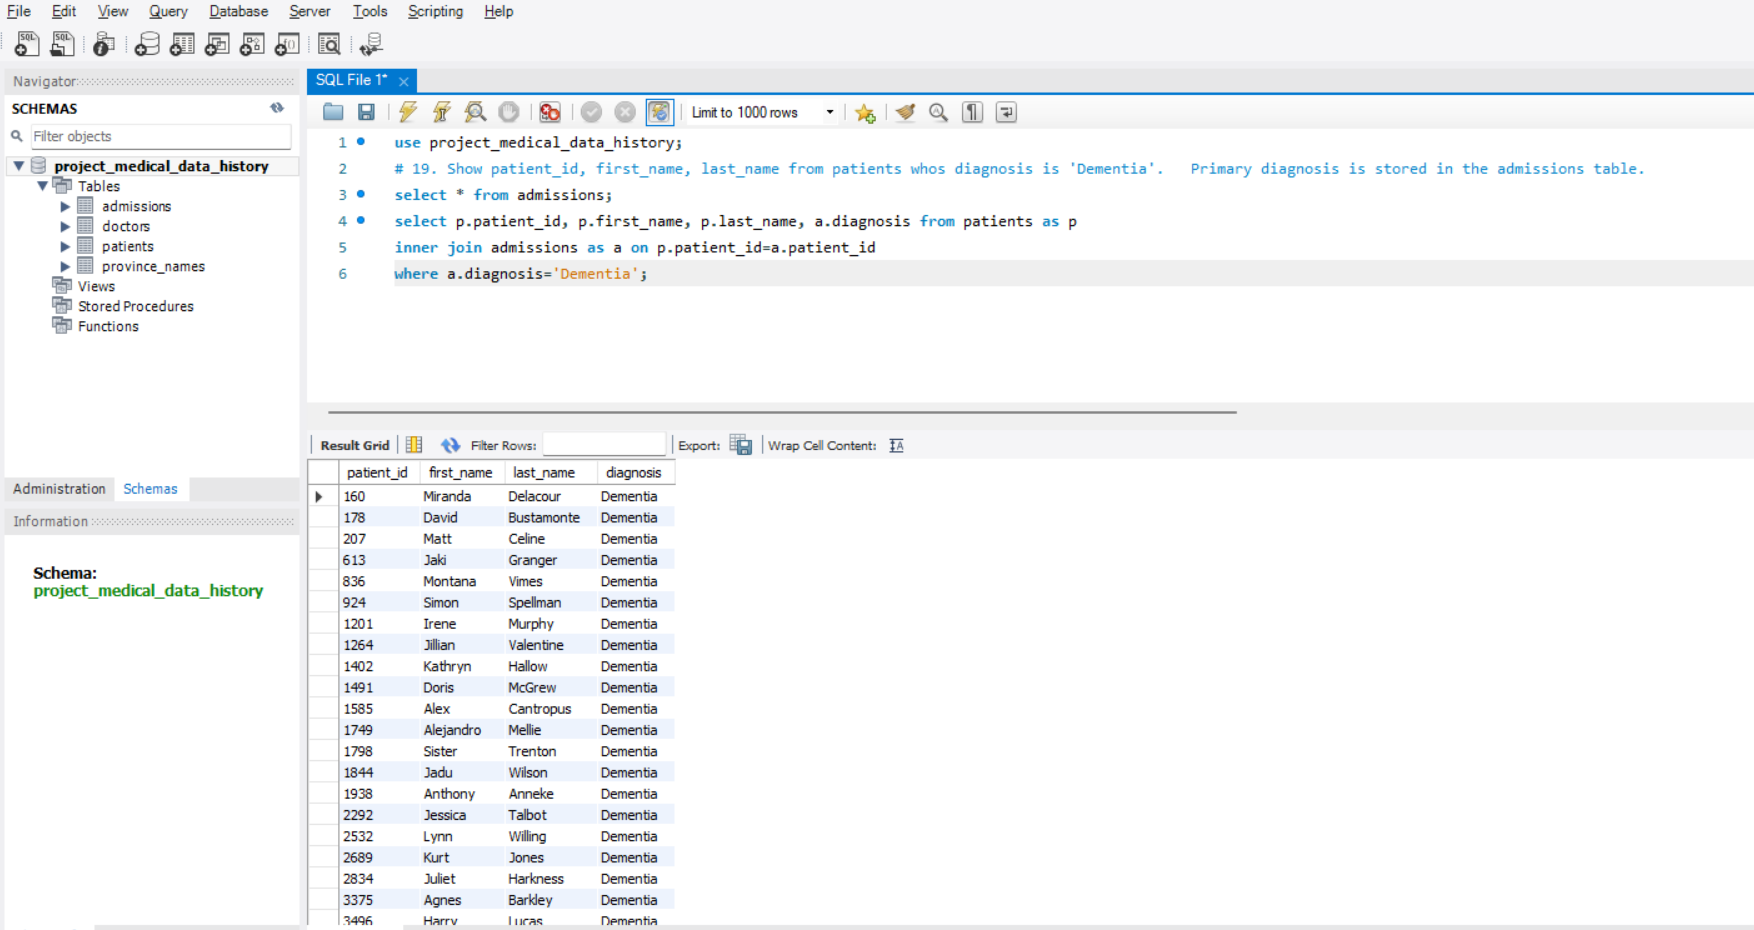 File Edit View Query Database Server Tools Scripting Help
Navigator
SCHEMAS
Filter objects
project_medical_data_history
Tables
admissions
doctors
patients
province_names
Views
Stored Procedures
Functions
Administration Schemas
Information
Schema:
project_medical_data_history
SQL File 1*
Limit to 1000 rows
1 use project_medical_data_history;
2 # 19. Show patient_id, first_name, last_name from patients whos diagnosis is 'Dementia'.   Primary diagnosis is stored in the admissions table.
3 select * from admissions;
4 select p.patient_id, p.first_name, p.last_name, a.diagnosis from patients as p
5 inner join admissions as a on p.patient_id=a.patient_id
6 where a.diagnosis='Dementia';
Result Grid Filter Rows: Export: Wrap Cell Content:
patient_id first_name last_name diagnosis
160 Miranda Delacour Dementia
178 David Bustamonte Dementia
207 Matt Celine Dementia
613 Jaki Granger Dementia
836 Montana Vimes Dementia
924 Simon Spellman Dementia
1201 Irene Murphy Dementia
1264 Jillian Valentine Dementia
1402 Kathryn Hallow Dementia
1491 Doris McGrew Dementia
1585 Alex Cantropus Dementia
1749 Alejandro Mellie Dementia
1798 Sister Trenton Dementia
1844 Jadu Wilson Dementia
1938 Anthony Anneke Dementia
2292 Jessica Talbot Dementia
2532 Lynn Willing Dementia
2689 Kurt Jones Dementia
2834 Juliet Harkness Dementia
3375 Agnes Barkley Dementia
3496 Harry Lucas Dementia